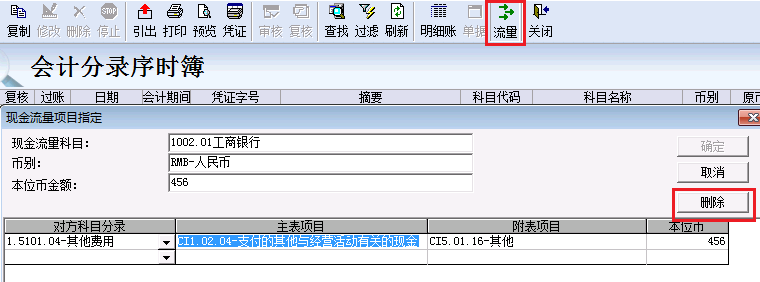 复制 修改 删除 停止 引出 打印 预览 凭证 审核 复核 查找 过滤 刷新 明细账 单据 流量 关闭
会计分录序时簿
复核 过账 日期 会计期间 凭证字号 摘要 科目代码 科目名称 币别 原币
现金流量项目指定
现金流量科目: 1002.01工商银行 确定
币别: RMB-人民币 取消
本位币金额: 456
删除
对方科目分录 主表项目 附表项目 本位币
1.5101.04-其他费用 CI1.02.04-支付的其他与经营活动有关的现金 CI5.01.16-其他 456